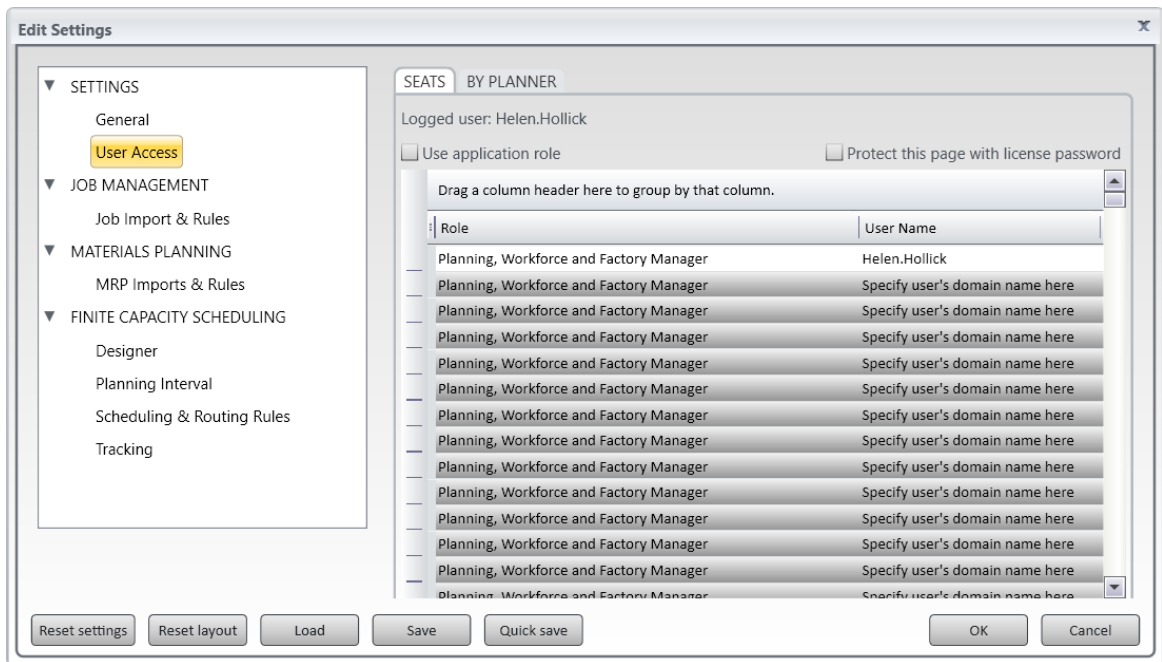 Edit Settings
x
SETTINGS
General
User Access
JOB MANAGEMENT
Job Import & Rules
MATERIALS PLANNING
MRP Imports & Rules
FINITE CAPACITY SCHEDULING
Designer
Planning Interval
Scheduling & Routing Rules
Tracking
SEATS BY PLANNER
Logged user: Helen.Hollick
Use application role Protect this page with license password
Drag a column header here to group by that column.
Role User Name
Planning, Workforce and Factory Manager Helen.Hollick
Planning, Workforce and Factory Manager Specify user's domain name here
Planning, Workforce and Factory Manager Specify user's domain name here
Planning, Workforce and Factory Manager Specify user's domain name here
Planning, Workforce and Factory Manager Specify user's domain name here
Planning, Workforce and Factory Manager Specify user's domain name here
Planning, Workforce and Factory Manager Specify user's domain name here
Planning, Workforce and Factory Manager Specify user's domain name here
Planning, Workforce and Factory Manager Specify user's domain name here
Planning, Workforce and Factory Manager Specify user's domain name here
Planning, Workforce and Factory Manager Specify user's domain name here
Planning, Workforce and Factory Manager Specify user's domain name here
Planning, Workforce and Factory Manager Specify user's domain name here
Planning, Workforce and Factory Manager Specify user's domain name here
Reset settings Reset layout Load Save Quick save OK Cancel